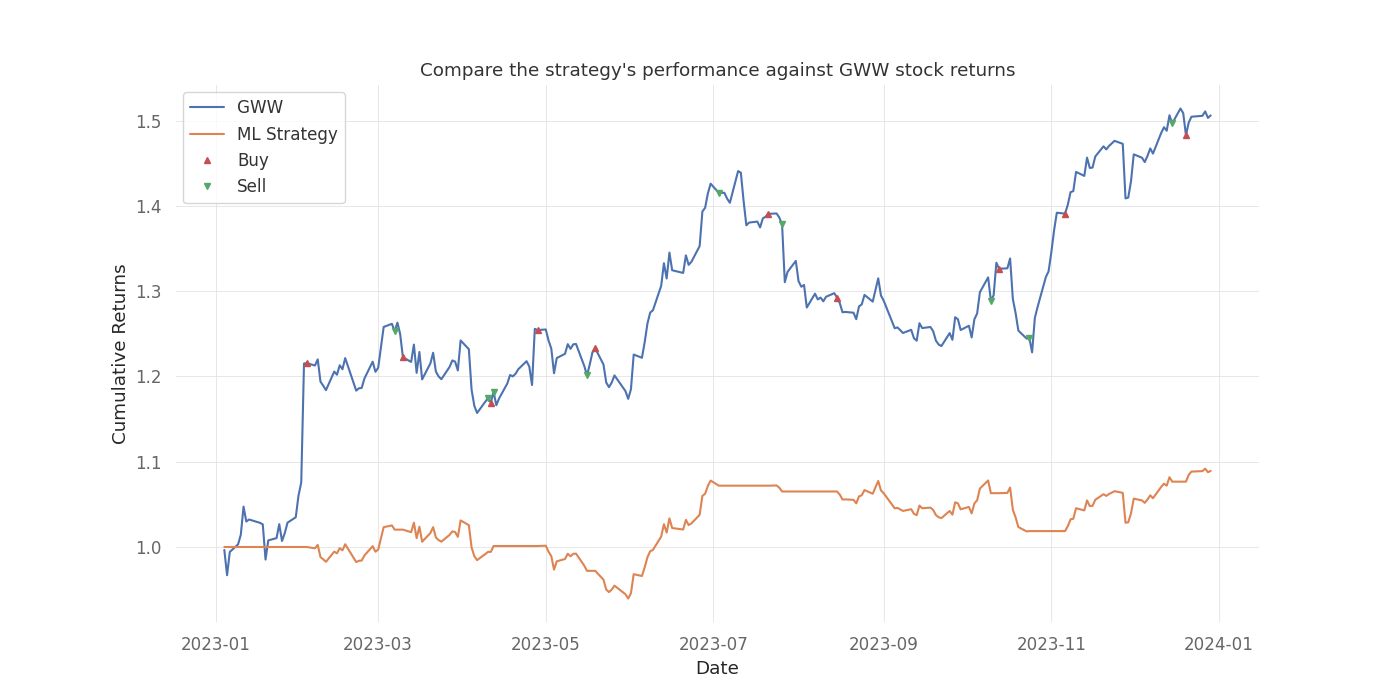 Compare the strategy's performance against GWW stock returns
GWW
ML Strategy
Buy
Sell
Cumulative Returns
1.5
1.4
1.3
1.2
1.1
1.0
2023-01 2023-03 2023-05 2023-07 2023-09 2023-11 2024-01
Date